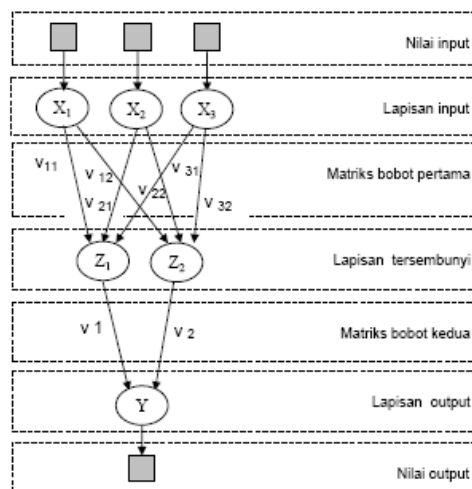 Nilai input
X1 X2 X3
Lapisan input
v11 v12 v21 v22 v31 v32
Matriks bobot pertama
Z1 Z2
Lapisan tersembunyi
v 1 v 2
Matriks bobot kedua
Y
Lapisan output
Nilai output